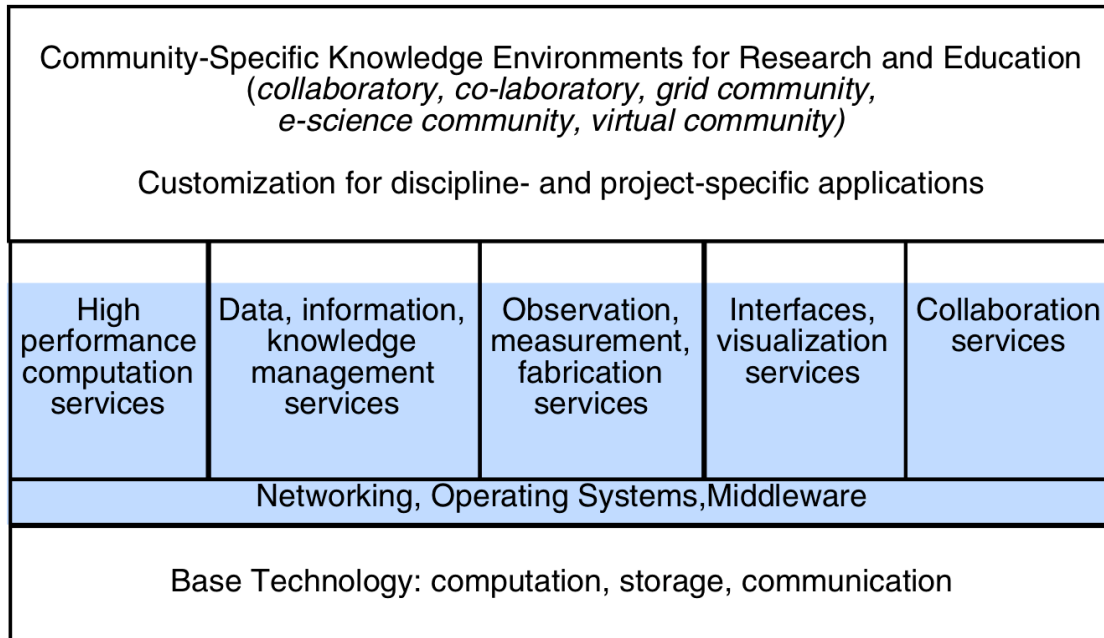 Community-Specific Knowledge Environments for Research and Education
(collaboratory, co-laboratory, grid community,
e-science community, virtual community)
Customization for discipline- and project-specific applications
High
performance
computation
services
Data, information,
knowledge
management
services
Observation,
measurement,
fabrication
services
Interfaces,
visualization
services
Collaboration
services
Networking, Operating Systems,Middleware
Base Technology: computation, storage, communication